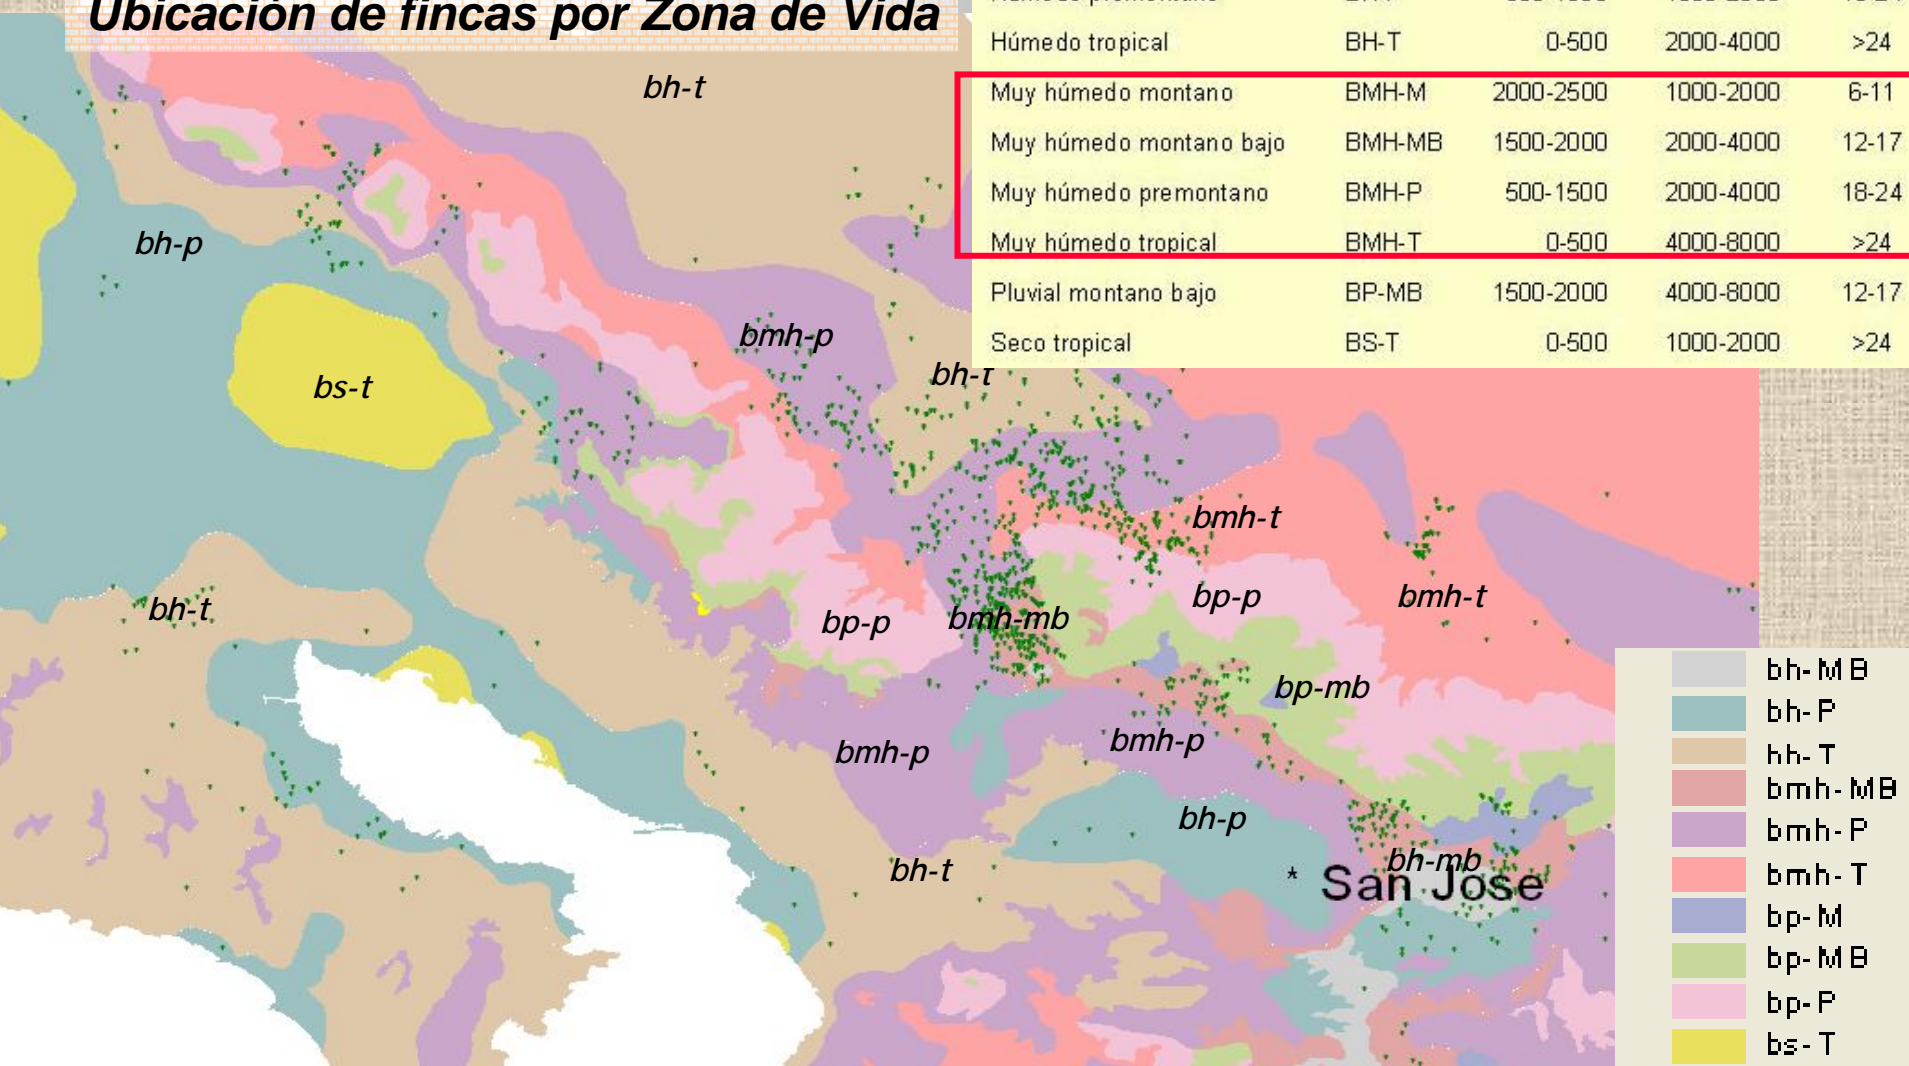 Ubicación de fincas por Zona de Vida
Húmedo tropical BH-T 0-500 2000-4000 >24
Muy húmedo montano BMH-M 2000-2500 1000-2000 6-11
Muy húmedo montano bajo BMH-MB 1500-2000 2000-4000 12-17
Muy húmedo premontano BMH-P 500-1500 2000-4000 18-24
Muy húmedo tropical BMH-T 0-500 4000-8000 >24
Pluvial montano bajo BP-MB 1500-2000 4000-8000 12-17
Seco tropical BS-T 0-500 1000-2000 >24
bh-t
bh-p
bmh-p
bh-t
bs-t
bmh-t
bh-t
bp-p
bmh-mb
bp-p
bmh-t
bp-mb
bmh-p
bmh-p
bh-p
bh-t
bh-mb
* San Jose
bh-MB
bh-P
hh-T
bmh-MB
bmh-P
bmh-T
bp-M
bp-MB
bp-P
bs-T